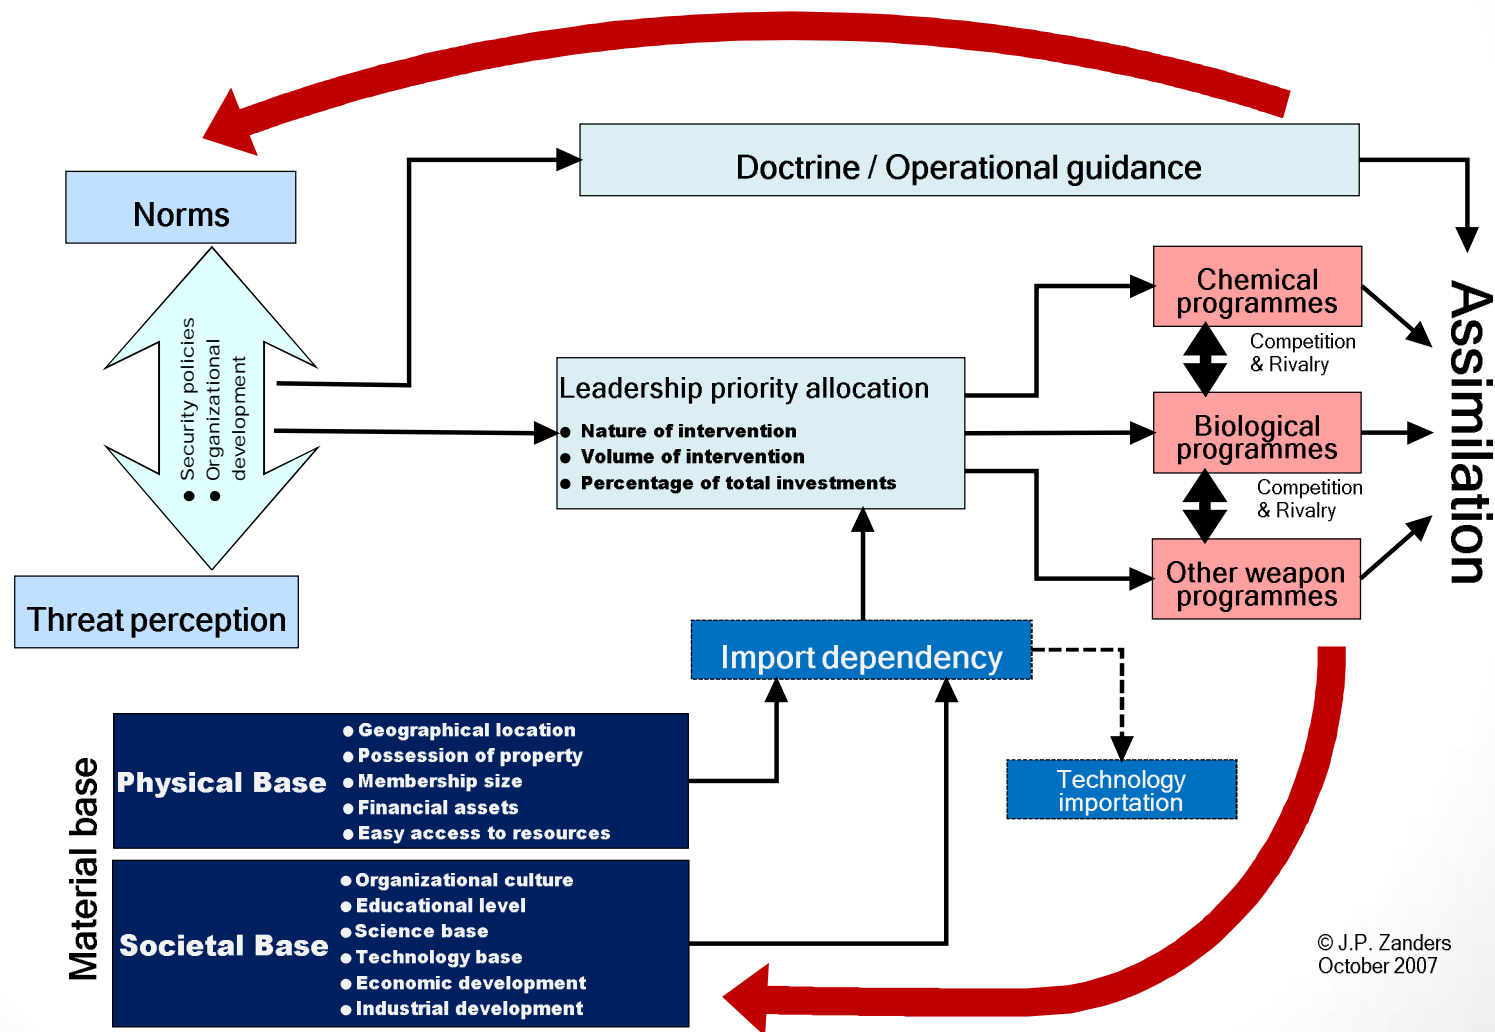 Doctrine / Operational guidance
Norms
● Security policies
● Organizational
development
Threat perception
Leadership priority allocation
● Nature of intervention
● Volume of intervention
● Percentage of total investments
Chemical
programmes
Competition
& Rivalry
Biological
programmes
Competition
& Rivalry
Other weapon
programmes
Assimilation
Import dependency
Technology
importation
Material base
Physical Base
● Geographical location
● Possession of property
● Membership size
● Financial assets
● Easy access to resources
Societal Base
● Organizational culture
● Educational level
● Science base
● Technology base
● Economic development
● Industrial development
© J.P. Zanders
October 2007